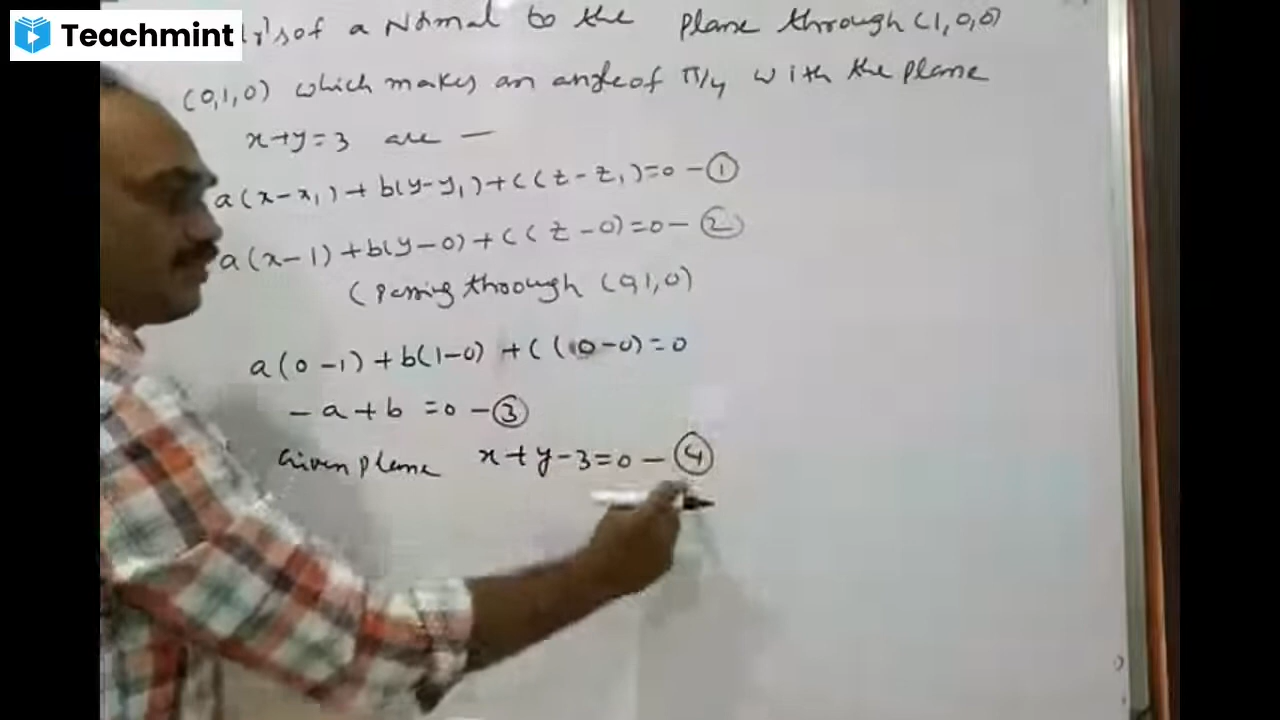 Teachmint
of a Normal to the plane through (1,0,0)
(0,1,0) which makes an angle of π/4 with the plane
x+y=3 are —
a(x-x₁)+b(y-y₁)+c(z-z₁)=0 - ①
a(x-1)+b(y-0)+c(z-0)=0 - ②
(passing through (0,1,0)
a(0-1)+b(1-0)+c(0-0)=0
-a+b=0 - ③
Given plane x+y-3=0 - ④